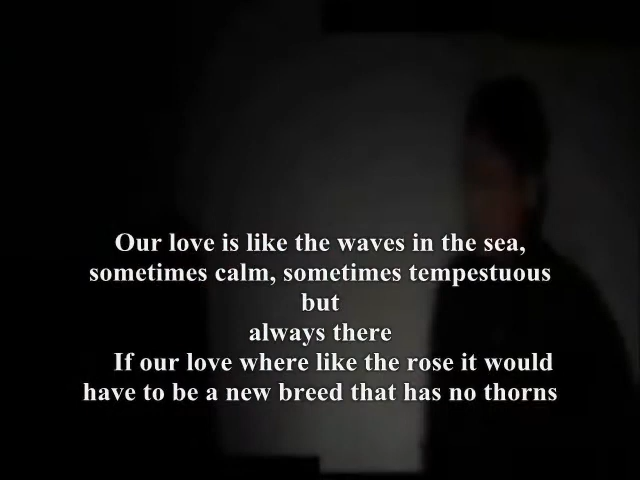 Our love is like the waves in the sea,
sometimes calm, sometimes tempestuous
but
always there
If our love where like the rose it would
have to be a new breed that has no thorns